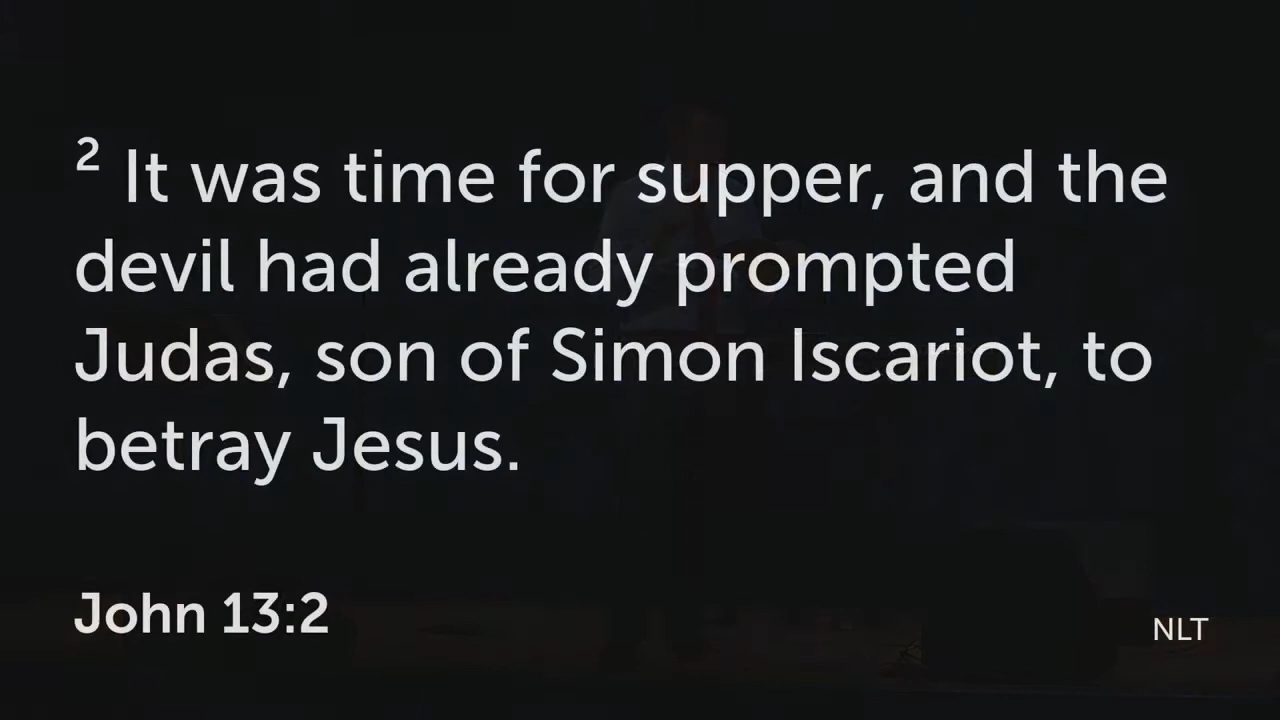 2 It was time for supper, and the
devil had already prompted
Judas, son of Simon Iscariot, to
betray Jesus.
John 13:2
NLT